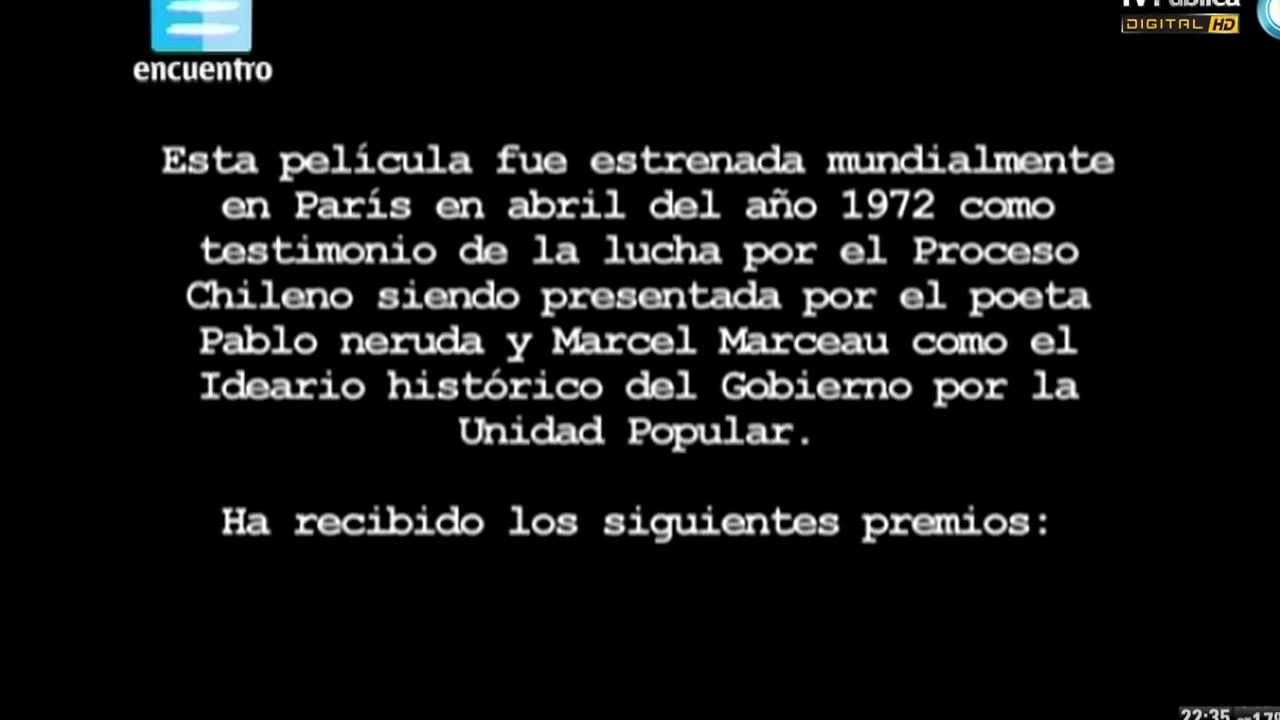 encuentro
TV Pública
DIGITAL HD
Esta película fue estrenada mundialmente
en París en abril del año 1972 como
testimonio de la lucha por el Proceso
Chileno siendo presentada por el poeta
Pablo neruda y Marcel Marceau como el
Ideario histórico del Gobierno por la
Unidad Popular.
Ha recibido los siguientes premios:
22:35